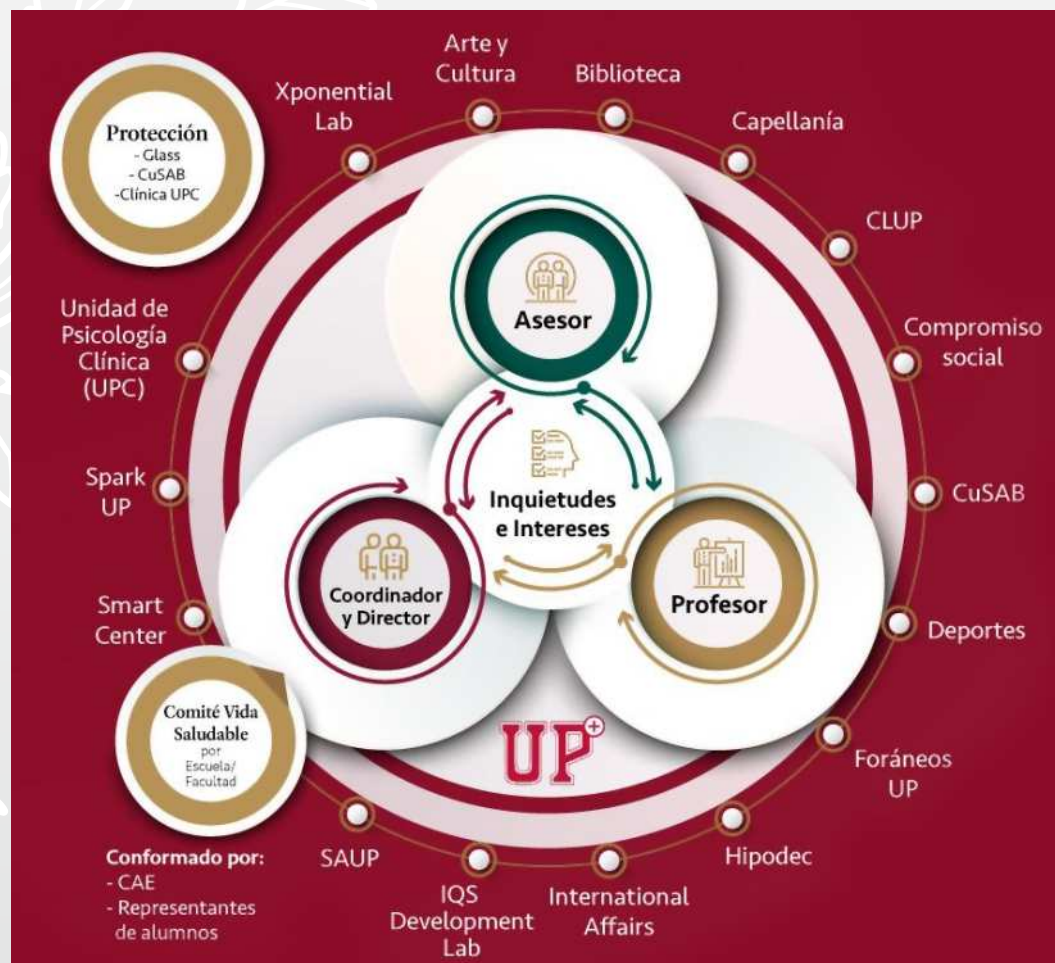 Arte y
Cultura
Biblioteca
Xponential
Lab
Capellanía
Protección
- Glass
- CuSAB
-Clínica UPC
CLUP
Asesor
Unidad de
Psicología
Clínica
(UPC)
Compromiso
social
Inquietudes
e Intereses
Spark
UP
CuSAB
Coordinador
y Director
Profesor
Smart
Center
Deportes
Comité Vida
Saludable
por
Escuela/
Facultad
UP+
Foráneos
UP
Conformado por:
- CAE
- Representantes
de alumnos
SAUP
IQS
Development
Lab
International
Affairs
Hipodec